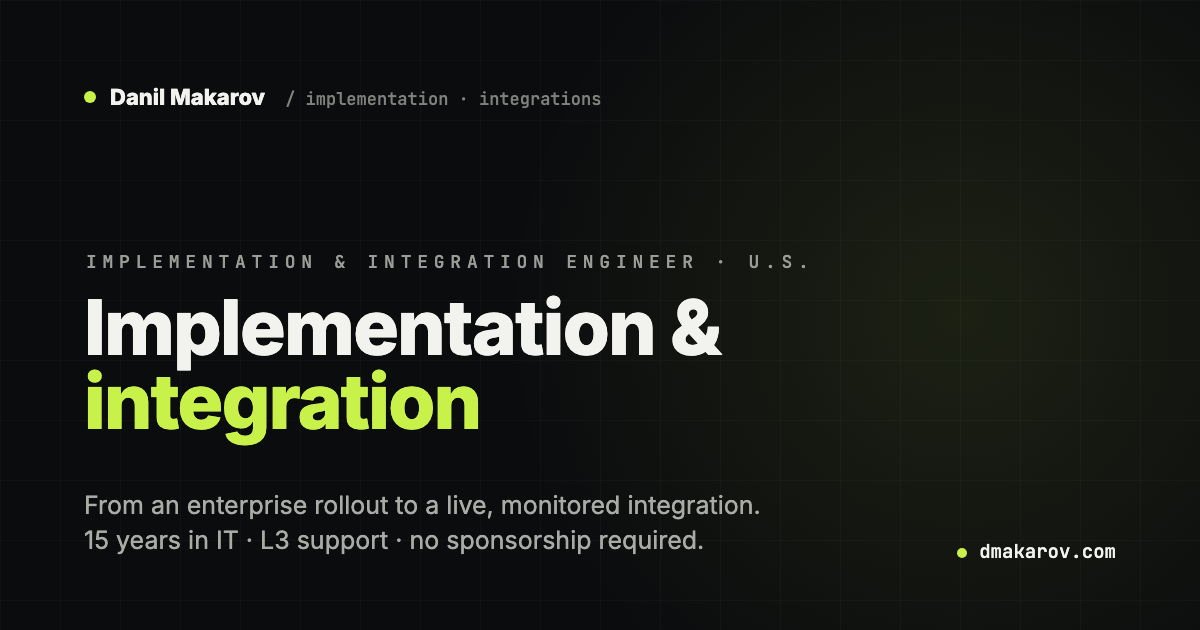 Danil Makarov / implementation · integrations
IMPLEMENTATION & INTEGRATION ENGINEER · U.S.
Implementation &
integration
From an enterprise rollout to a live, monitored integration.
15 years in IT · L3 support · no sponsorship required.
dmakarov.com